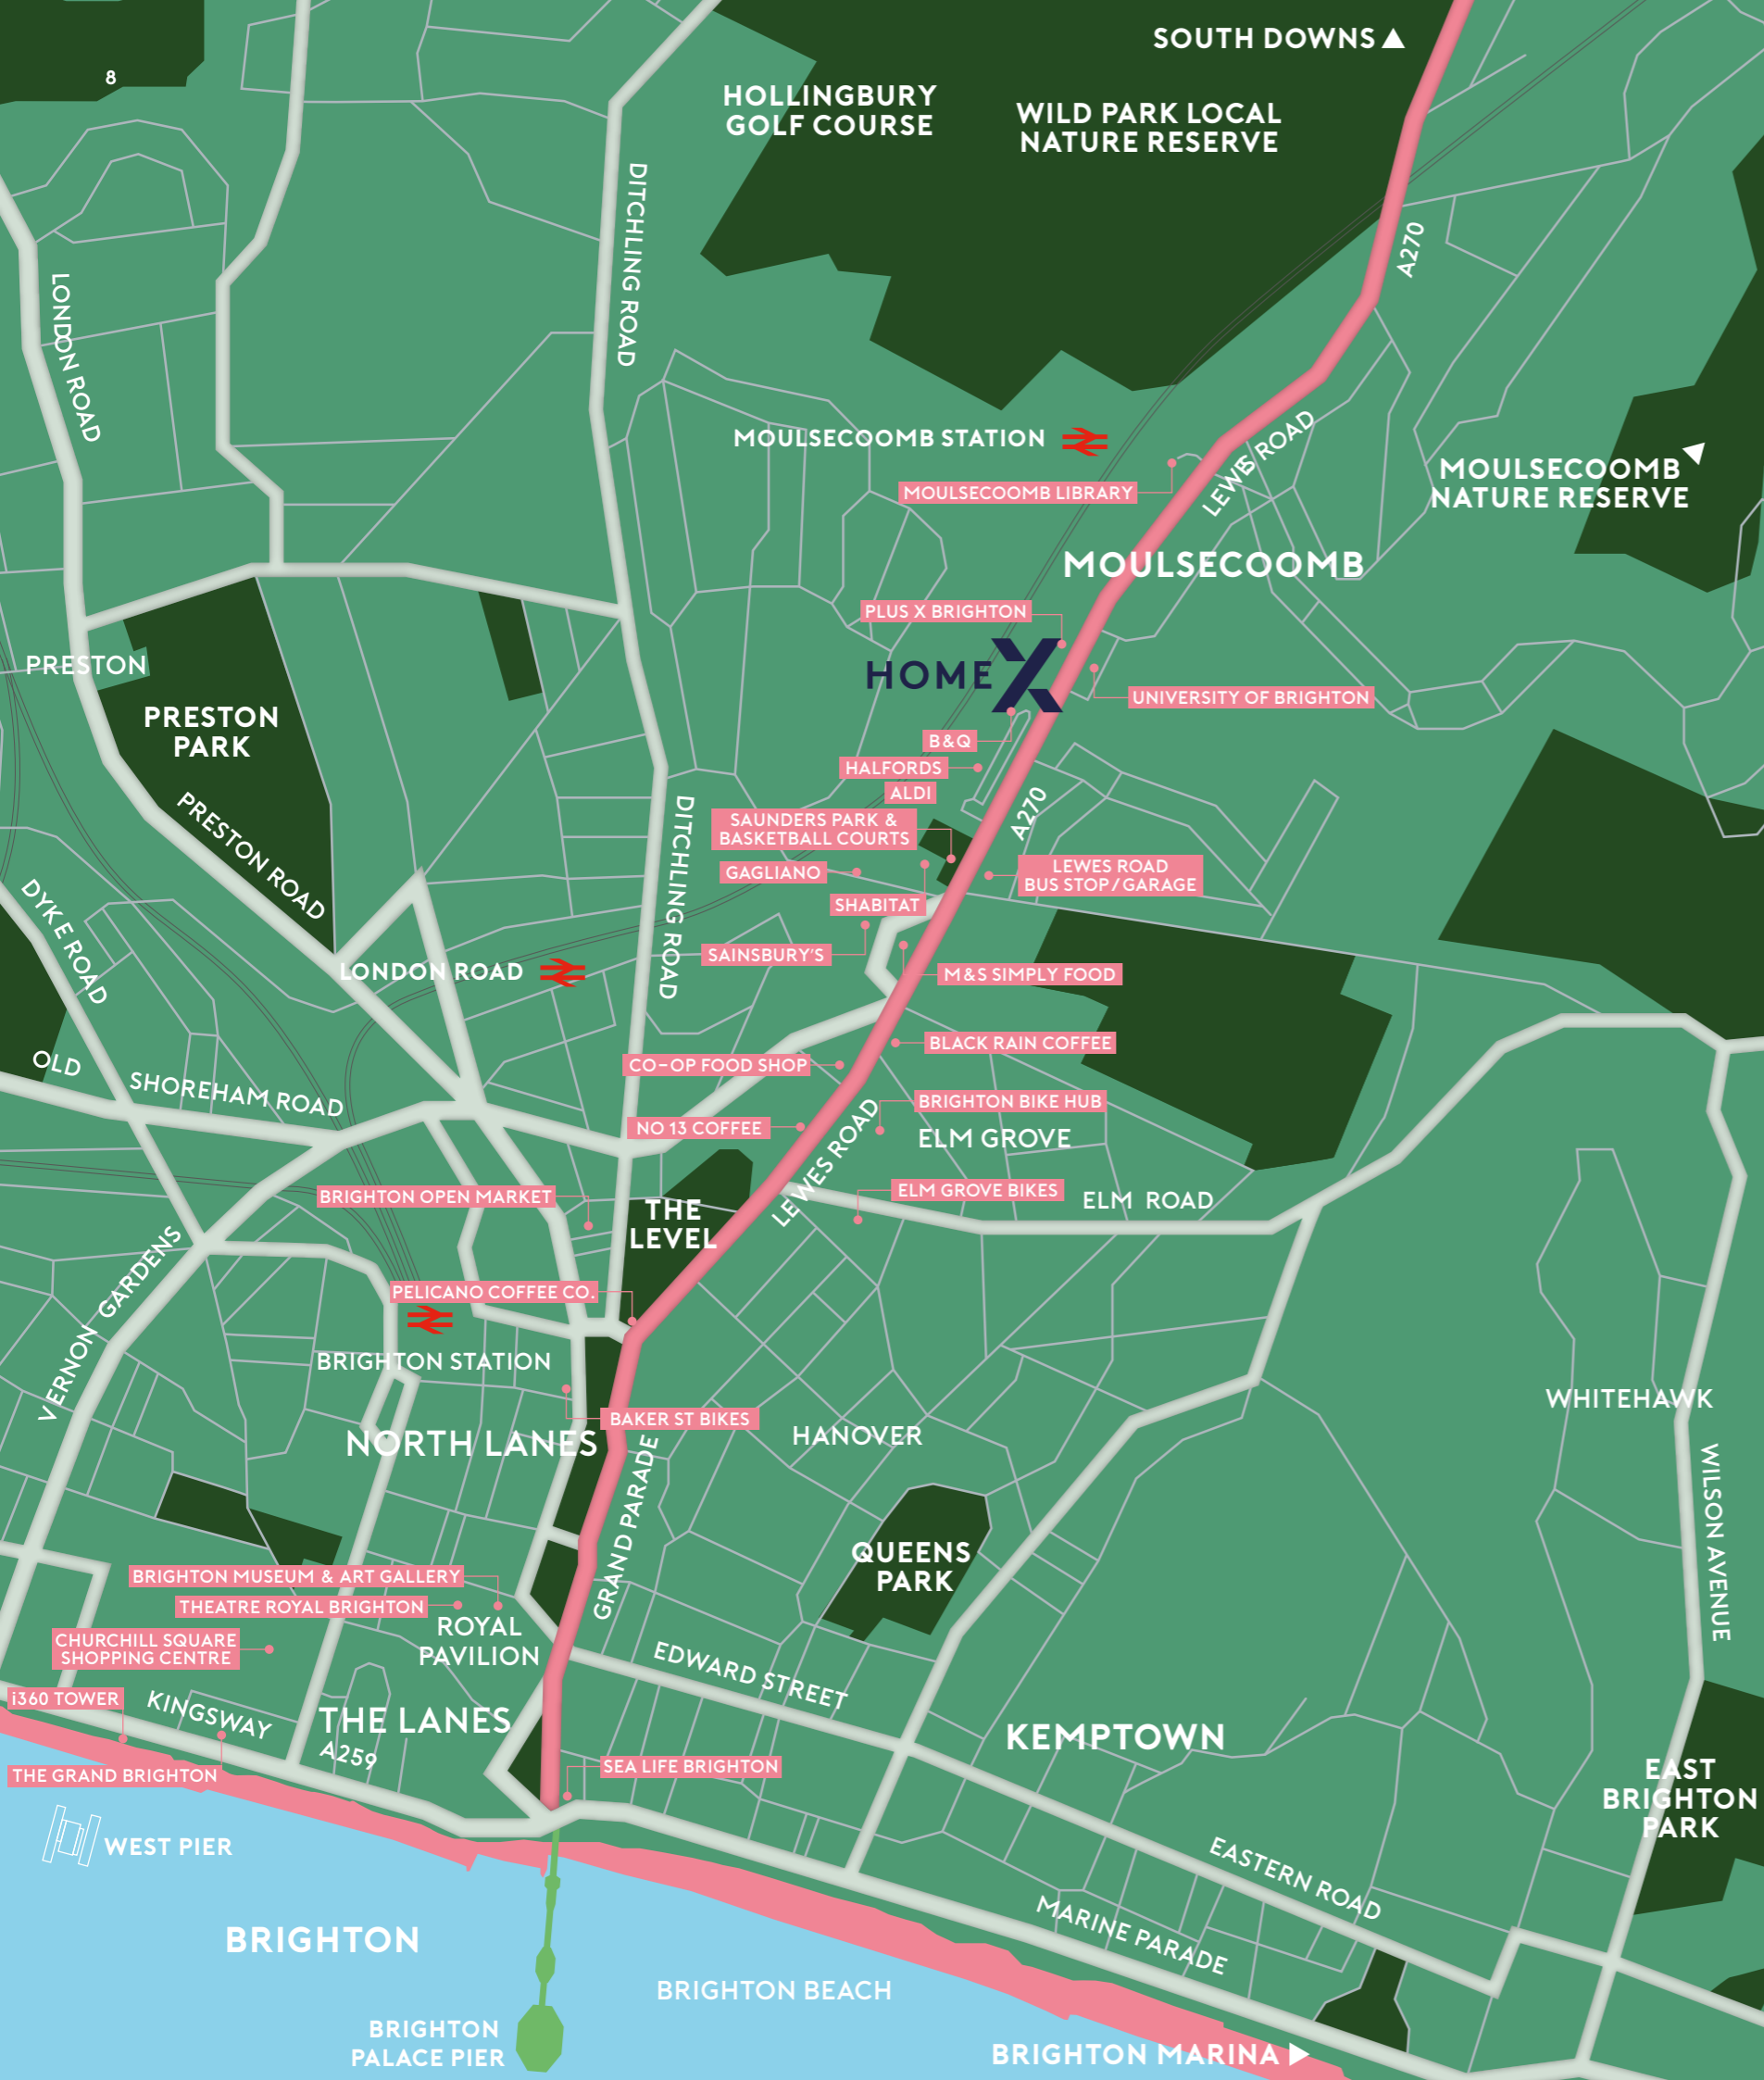 SOUTH DOWNS
8
HOLLINGBURY
GOLF COURSE
WILD PARK LOCAL
NATURE RESERVE
DITCHLING ROAD
A270
LONDON ROAD
MOULSECOOMB STATION
LEWES ROAD
MOULSECOOMB
NATURE RESERVE
MOULSECOOMB LIBRARY
MOULSECOOMB
PLUS X BRIGHTON
PRESTON
HOME X
UNIVERSITY OF BRIGHTON
PRESTON
PARK
B&Q
HALFORDS
ALDI
A270
PRESTON ROAD
DITCHLING ROAD
SAUNDERS PARK &
BASKETBALL COURTS
GAGLIANO
LEWES ROAD
BUS STOP/GARAGE
SHABITAT
DYKE ROAD
SAINSBURY'S
LONDON ROAD
M&S SIMPLY FOOD
BLACK RAIN COFFEE
OLD
SHOREHAM ROAD
CO-OP FOOD SHOP
BRIGHTON BIKE HUB
NO 13 COFFEE
ELM GROVE
LEWES ROAD
BRIGHTON OPEN MARKET
ELM GROVE BIKES
ELM ROAD
THE
LEVEL
VERNON GARDENS
PELICANO COFFEE CO.
BRIGHTON STATION
WHITEHAWK
BAKER ST BIKES
HANOVER
NORTH LANES
GRAND PARADE
WILSON AVENUE
QUEENS
PARK
BRIGHTON MUSEUM & ART GALLERY
THEATRE ROYAL BRIGHTON
ROYAL
PAVILION
CHURCHILL SQUARE
SHOPPING CENTRE
EDWARD STREET
i360 TOWER
KINGSWAY
THE LANES
A259
KEMPTOWN
THE GRAND BRIGHTON
SEA LIFE BRIGHTON
EAST
BRIGHTON
PARK
WEST PIER
EASTERN ROAD
MARINE PARADE
BRIGHTON
BRIGHTON BEACH
BRIGHTON
PALACE PIER
BRIGHTON MARINA